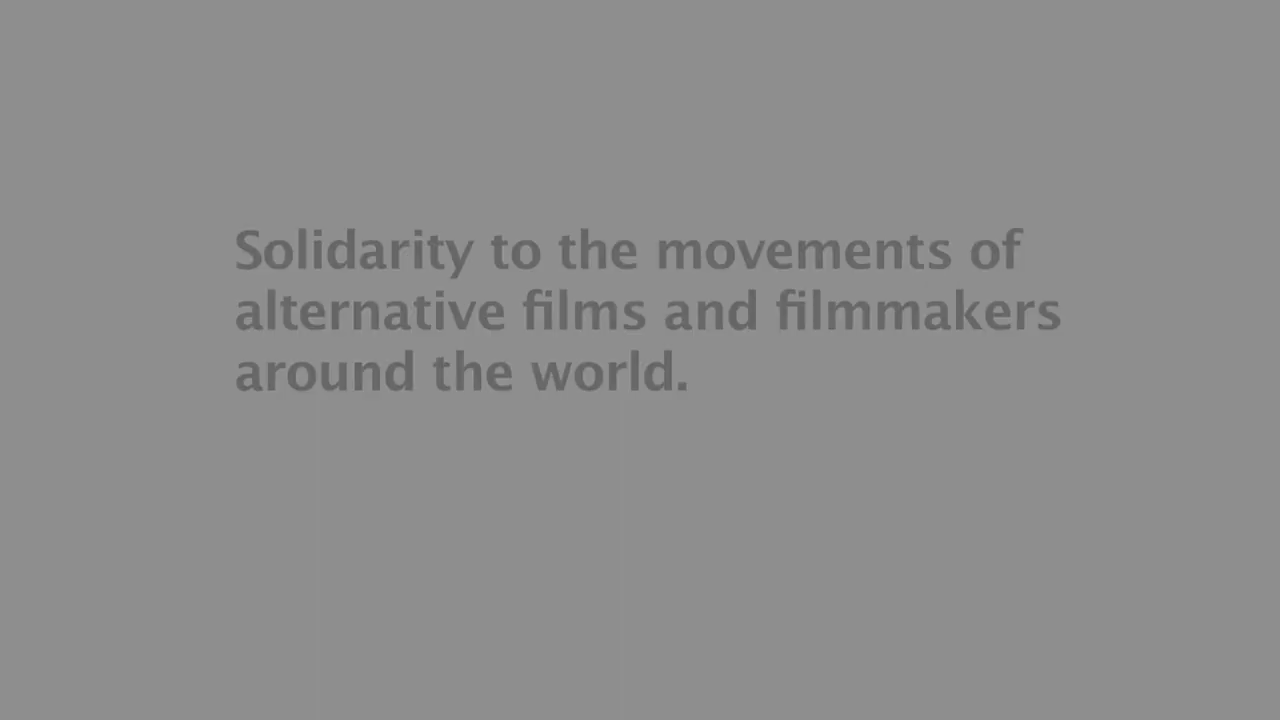 Solidarity to the movements of
alternative films and filmmakers
around the world.